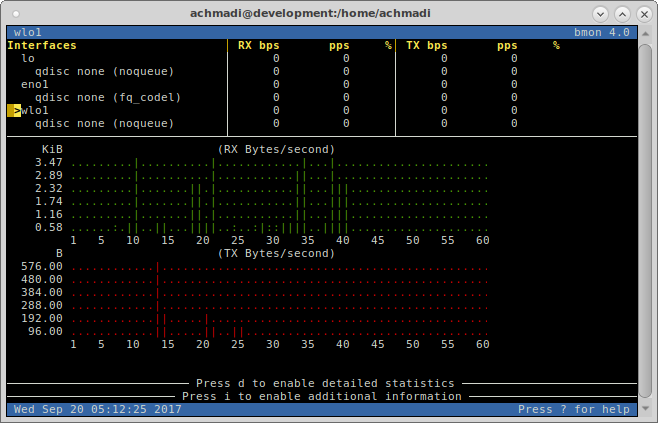 achmadi@development:/home/achmadi
wlo1 bmon 4.0
Interfaces RX bps pps % TX bps pps %
lo 0 0 0 0
qdisc none (noqueue) 0 0 0 0
eno1 0 0 0 0
qdisc none (fq_codel) 0 0 0 0
>wlo1 0 0 0 0
qdisc none (noqueue) 0 0 0 0
KiB (RX Bytes/second)
3.47
2.89
2.32
1.74
1.16
0.58
1 5 10 15 20 25 30 35 40 45 50 55 60
B (TX Bytes/second)
576.00
480.00
384.00
288.00
192.00
96.00
1 5 10 15 20 25 30 35 40 45 50 55 60
Press d to enable detailed statistics
Press i to enable additional information
Wed Sep 20 05:12:25 2017 Press ? for help